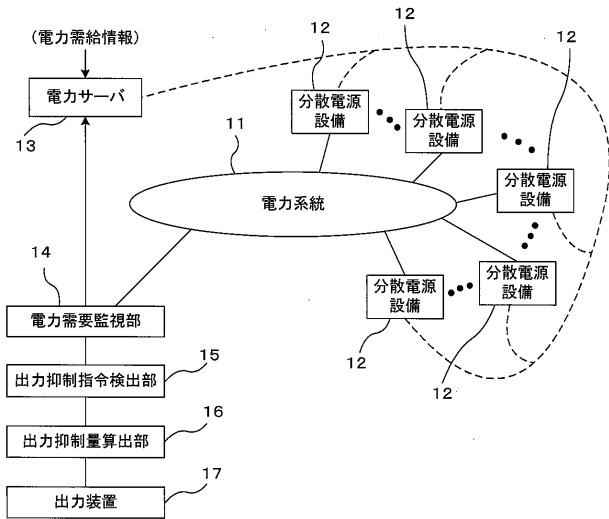 (電力需給情報)
電力サーバ
13
12
分散電源
設備
12
分散電源
設備
12
分散電源
設備
11
電力系統
14
電力需要監視部
分散電源
設備
12
分散電源
設備
12
15
出力抑制指令検出部
16
出力抑制量算出部
17
出力装置